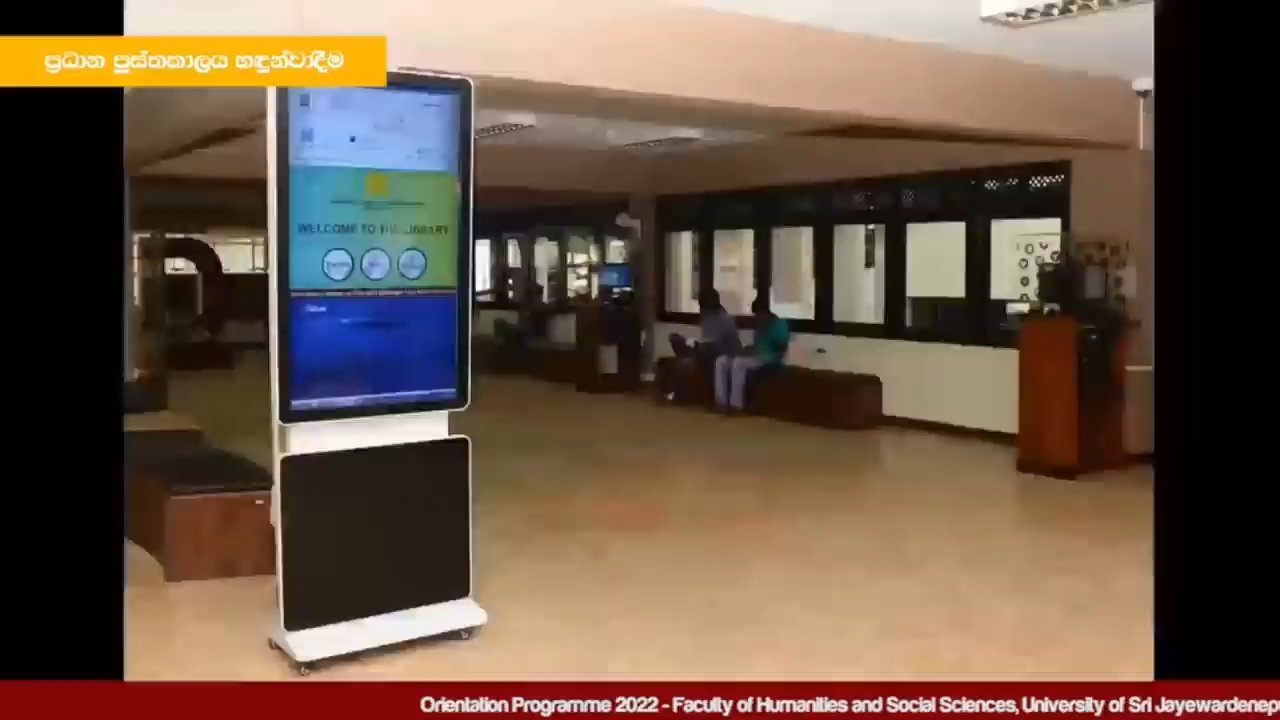 ප්‍රධාන පුස්තකාලය හඳුන්වාදීම
WELCOME TO THE LIBRARY
Orientation Programme 2022 - Faculty of Humanities and Social Sciences, University of Sri Jayewardenep